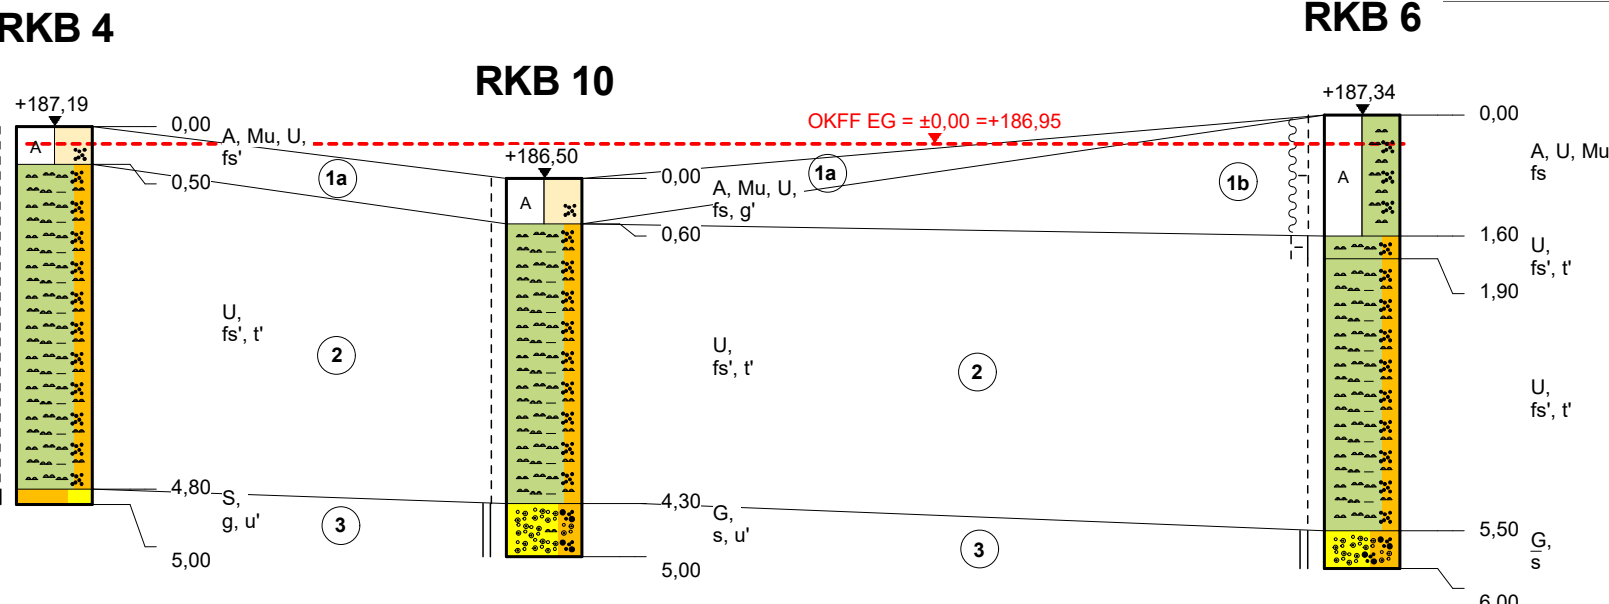 RKB 4
RKB 10
RKB 6
+187,19
0,00
A, Mu, U,
fs'
A
0,50
1a
U,
fs', t'
2
4,80
S,
g, u'
3
5,00
+186,50
0,00
A, Mu, U,
fs, g'
A
0,60
1a
OKFF EG = ±0,00 =+186,95
1b
U,
fs', t'
2
4,30
G,
s, u'
3
5,00
+187,34
0,00
A, U, Mu
fs
A
1,60
U,
fs', t'
1,90
U,
fs', t'
5,50
G,
s
6,00